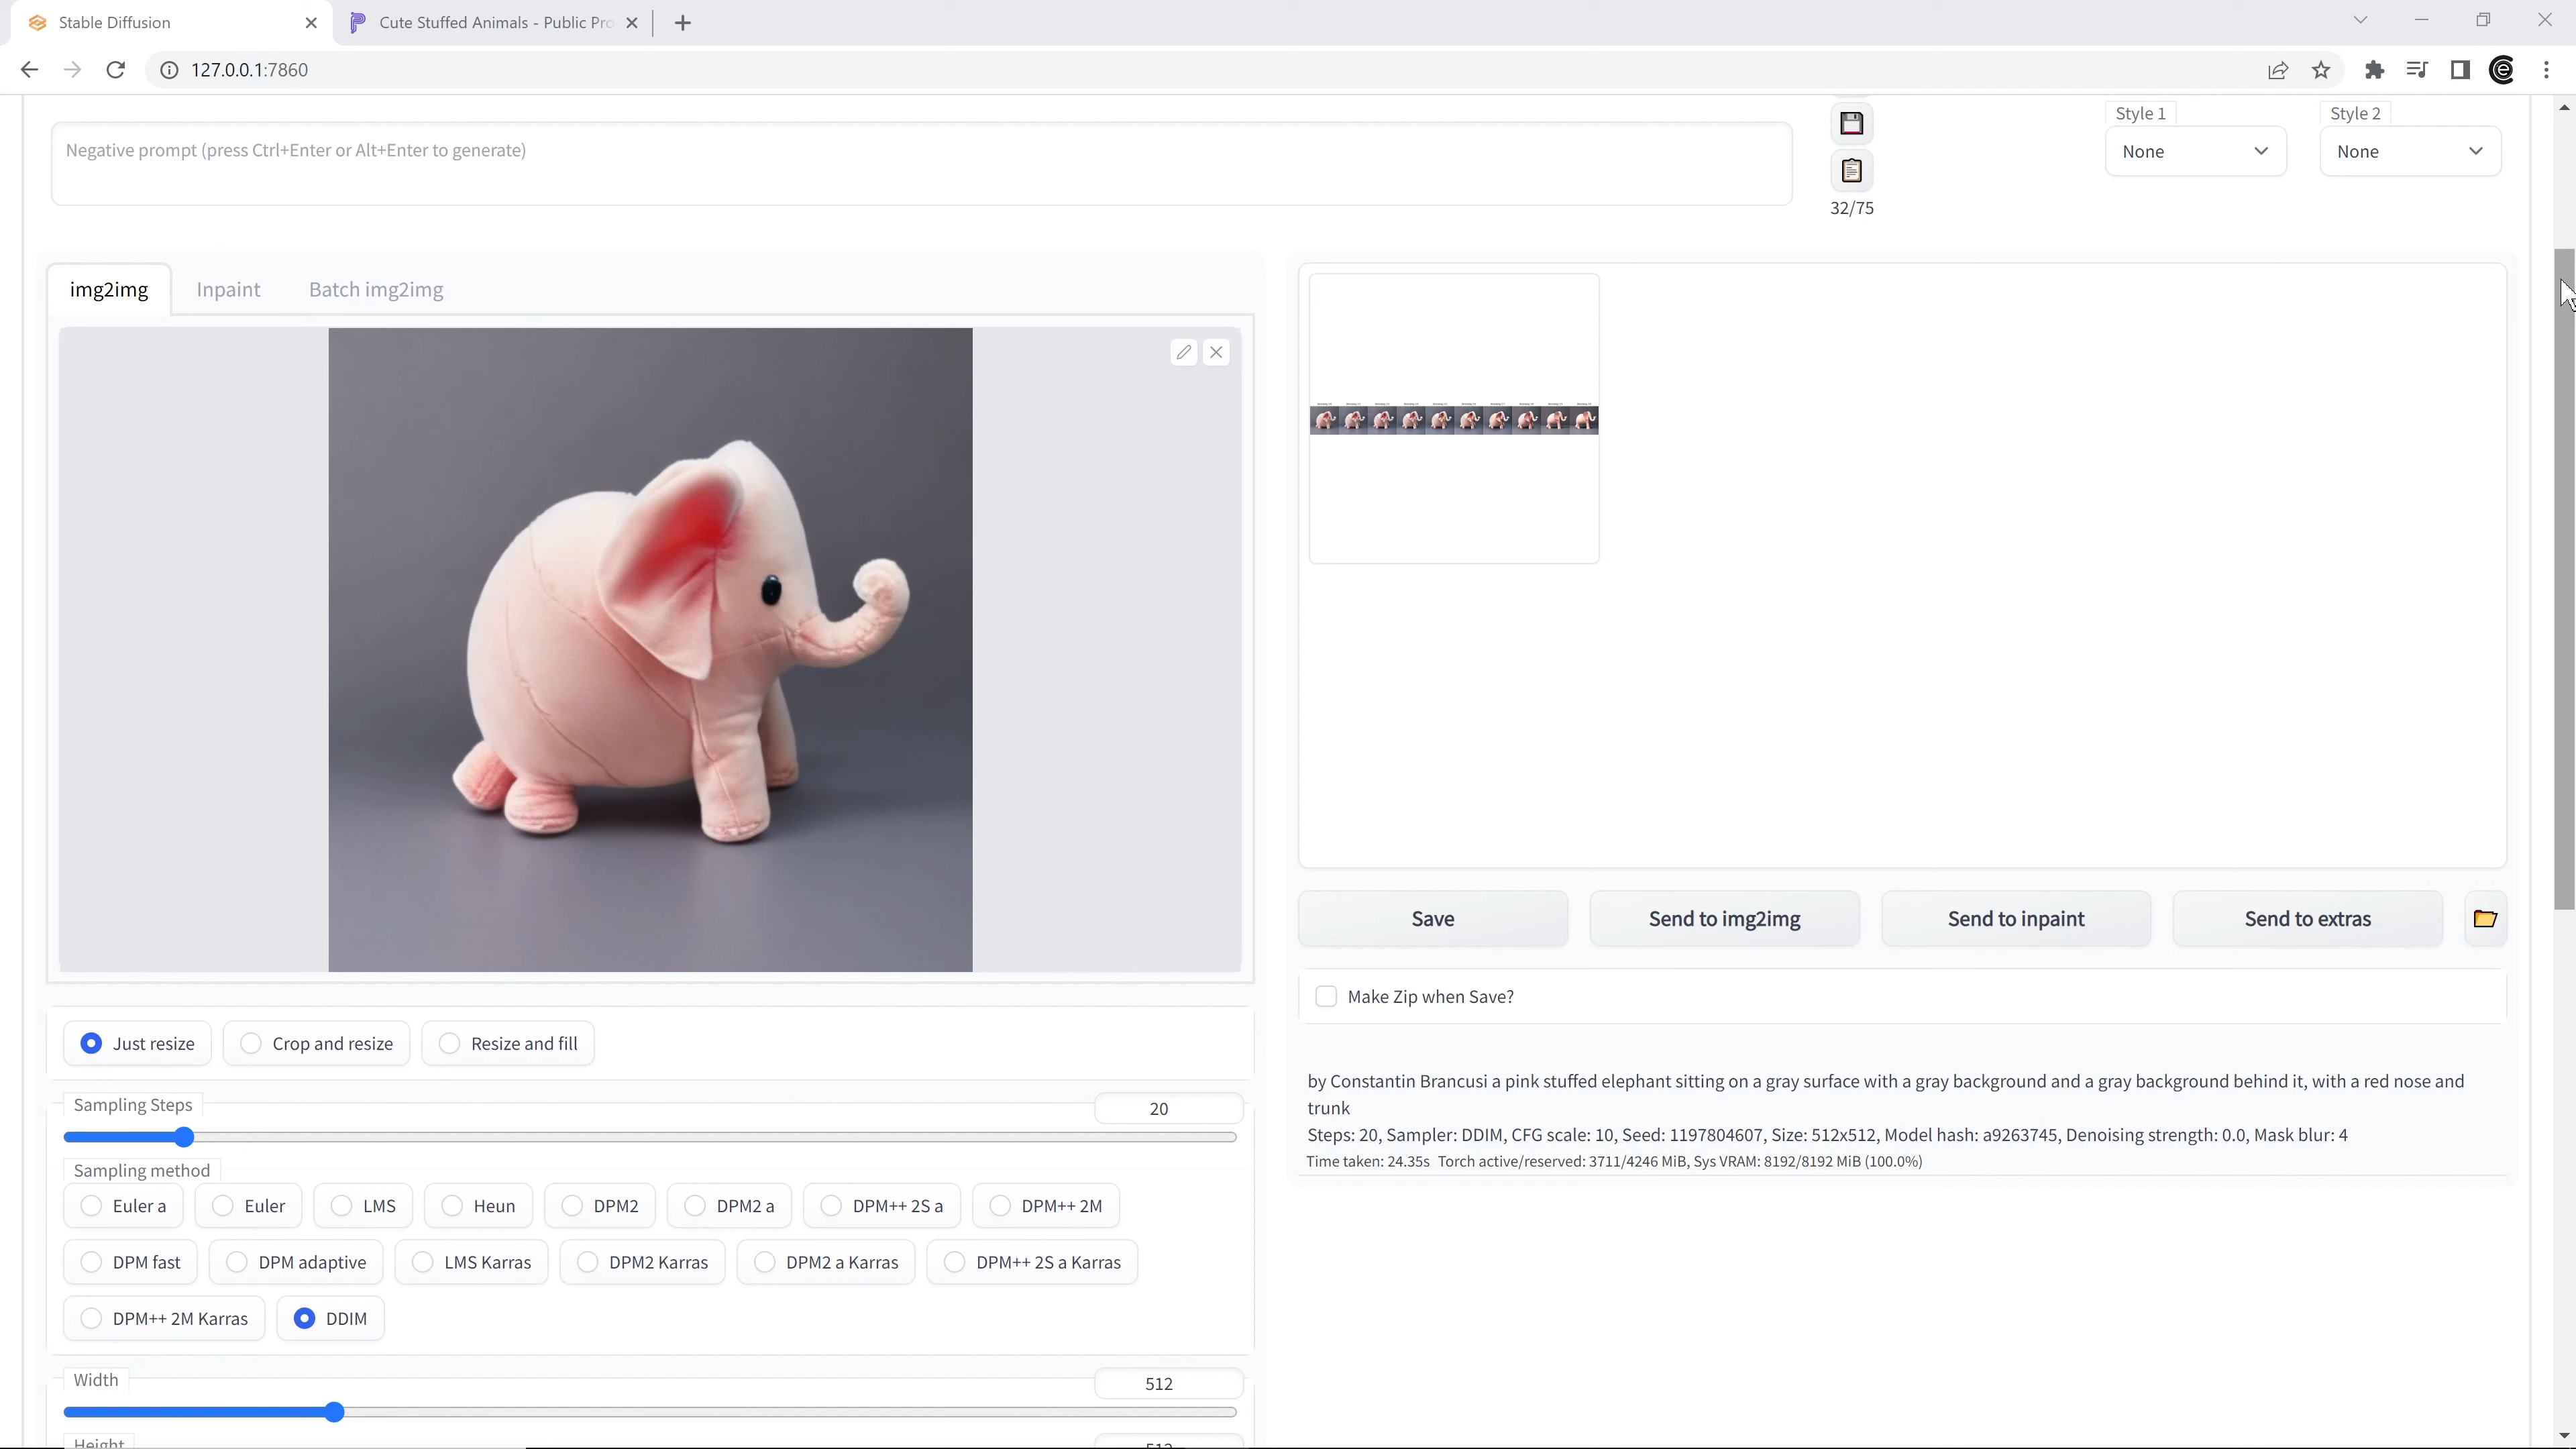 Stable Diffusion
Cute Stuffed Animals - Public Pro
127.0.0.1:7860
Negative prompt (press Ctrl+Enter or Alt+Enter to generate)
32/75
Style 1
None
Style 2
None
img2img
Inpaint
Batch img2img
Save
Send to img2img
Send to inpaint
Send to extras
Make Zip when Save?
by Constantin Brancusi a pink stuffed elephant sitting on a gray surface with a gray background and a gray background behind it, with a red nose and
trunk
Steps: 20, Sampler: DDIM, CFG scale: 10, Seed: 1197804607, Size: 512x512, Model hash: a9263745, Denoising strength: 0.0, Mask blur: 4
Time taken: 24.35s Torch active/reserved: 3711/4246 MiB, Sys VRAM: 8192/8192 MiB (100.0%)
Just resize
Crop and resize
Resize and fill
Sampling Steps
20
Sampling method
Euler a
Euler
LMS
Heun
DPM2
DPM2 a
DPM++ 2S a
DPM++ 2M
DPM fast
DPM adaptive
LMS Karras
DPM2 Karras
DPM2 a Karras
DPM++ 2S a Karras
DPM++ 2M Karras
DDIM
Width
512
Height
512